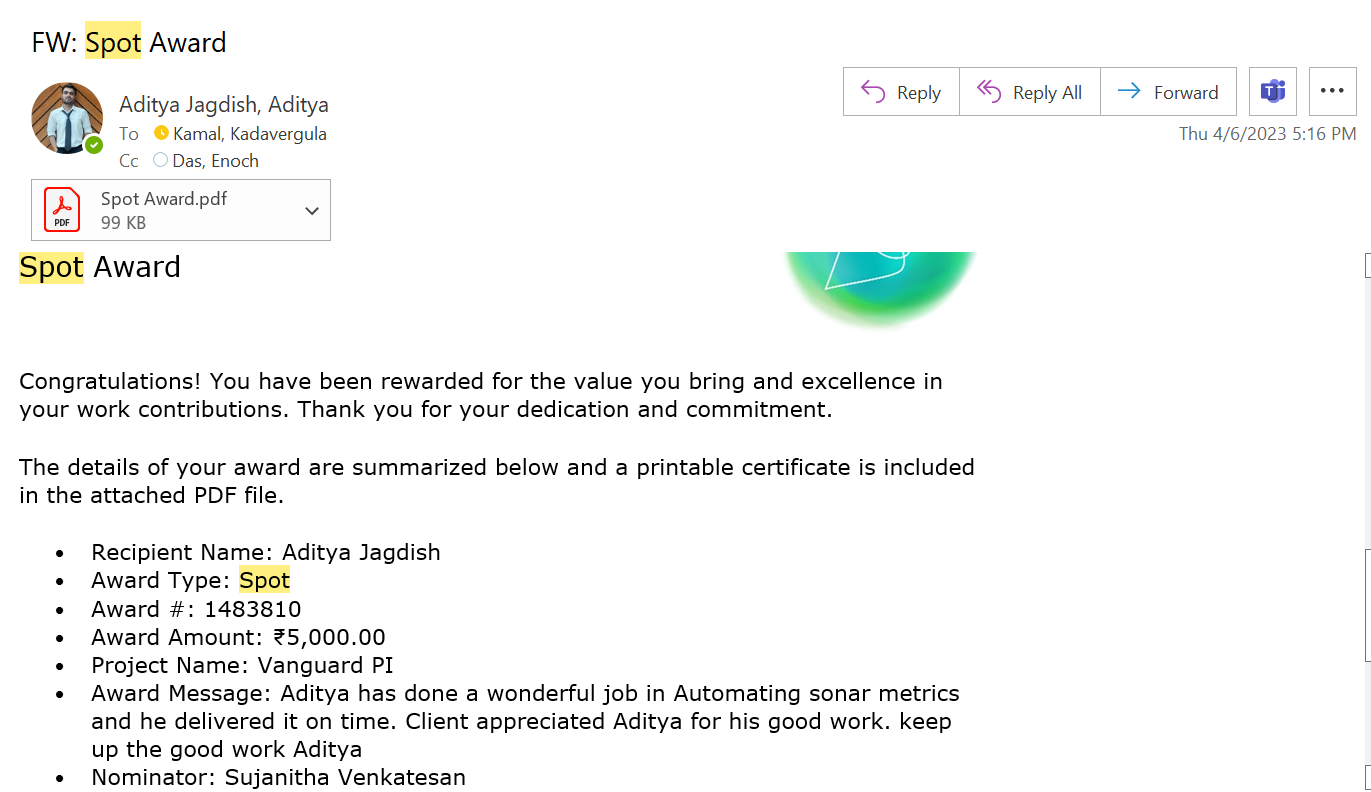 FW: Spot Award
Aditya Jagdish, Aditya
Reply
Reply All
Forward
To Kamal, Kadavergula
Thu 4/6/2023 5:16 PM
Cc Das, Enoch
Spot Award.pdf
PDF
99 KB
Spot Award
Congratulations! You have been rewarded for the value you bring and excellence in
your work contributions. Thank you for your dedication and commitment.
The details of your award are summarized below and a printable certificate is included
in the attached PDF file.
• Recipient Name: Aditya Jagdish
• Award Type: Spot
• Award #: 1483810
• Award Amount: ₹5,000.00
• Project Name: Vanguard PI
• Award Message: Aditya has done a wonderful job in Automating sonar metrics
and he delivered it on time. Client appreciated Aditya for his good work. keep
up the good work Aditya
• Nominator: Sujanitha Venkatesan